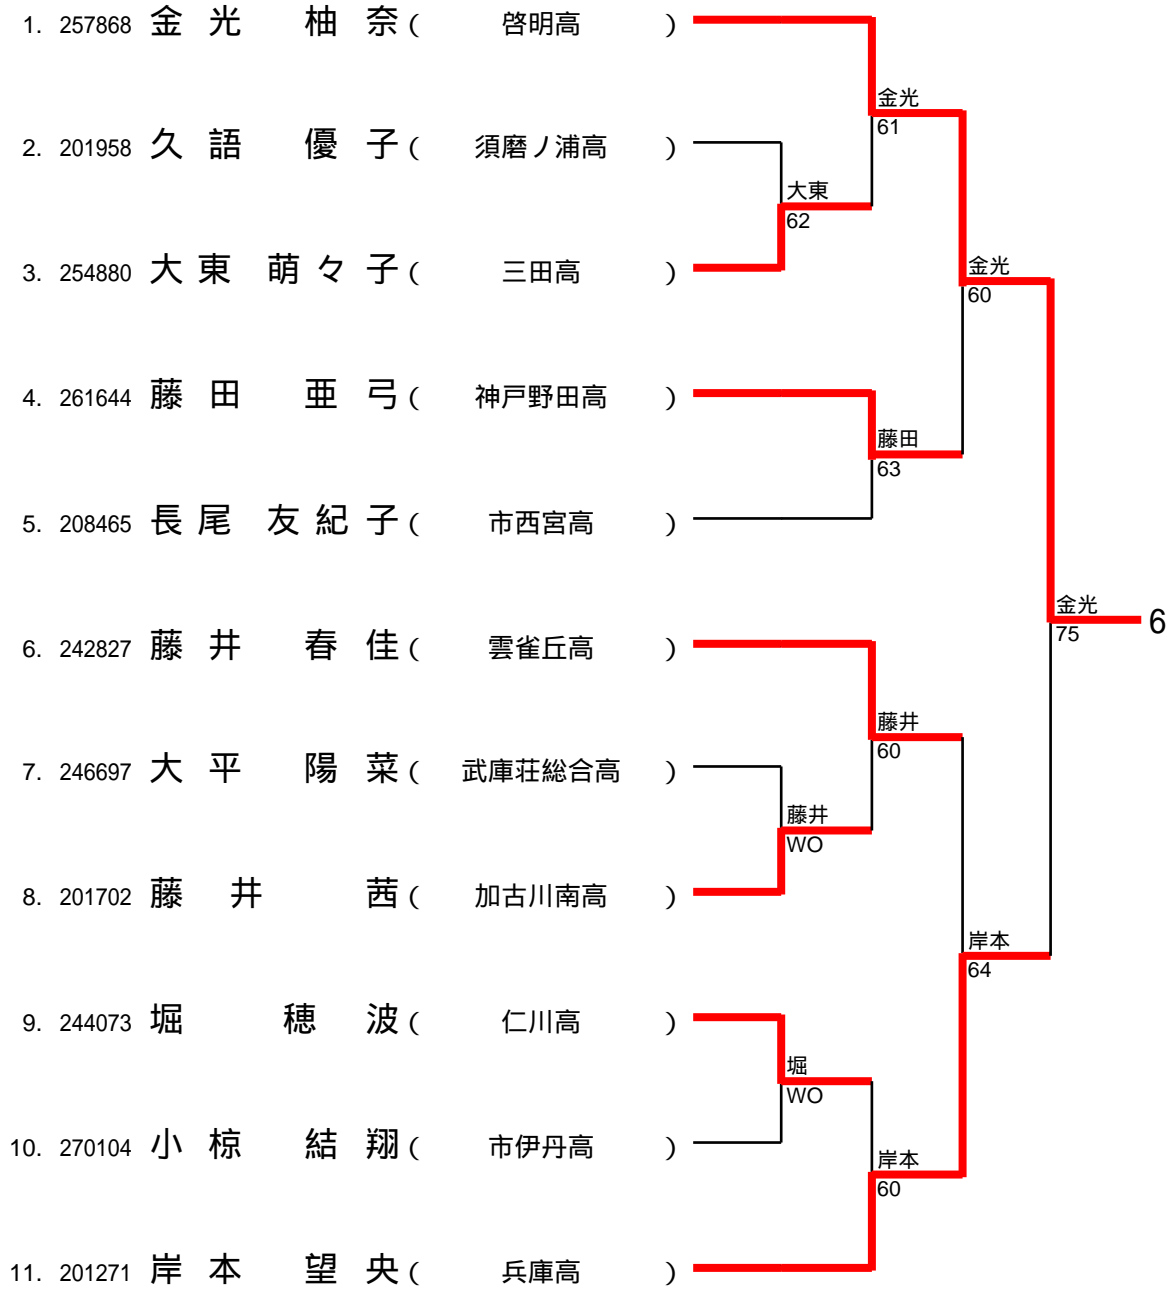 1. 257868 金光 柚奈 ( 啓明高 )
金光
61
2. 201958 久語 優子 ( 須磨ノ浦高 )
大東
62
3. 254880 大東 萌々子 ( 三田高 )
金光
60
4. 261644 藤田 亜弓 ( 神戸野田高 )
藤田
63
5. 208465 長尾 友紀子 ( 市西宮高 )
金光
75
6
6. 242827 藤井 春佳 ( 雲雀丘高 )
藤井
60
7. 246697 大平 陽菜 ( 武庫荘総合高 )
藤井
WO
8. 201702 藤井 茜 ( 加古川南高 )
岸本
64
9. 244073 堀 穂波 ( 仁川高 )
堀
WO
10. 270104 小椋 結翔 ( 市伊丹高 )
岸本
60
11. 201271 岸本 望央 ( 兵庫高 )